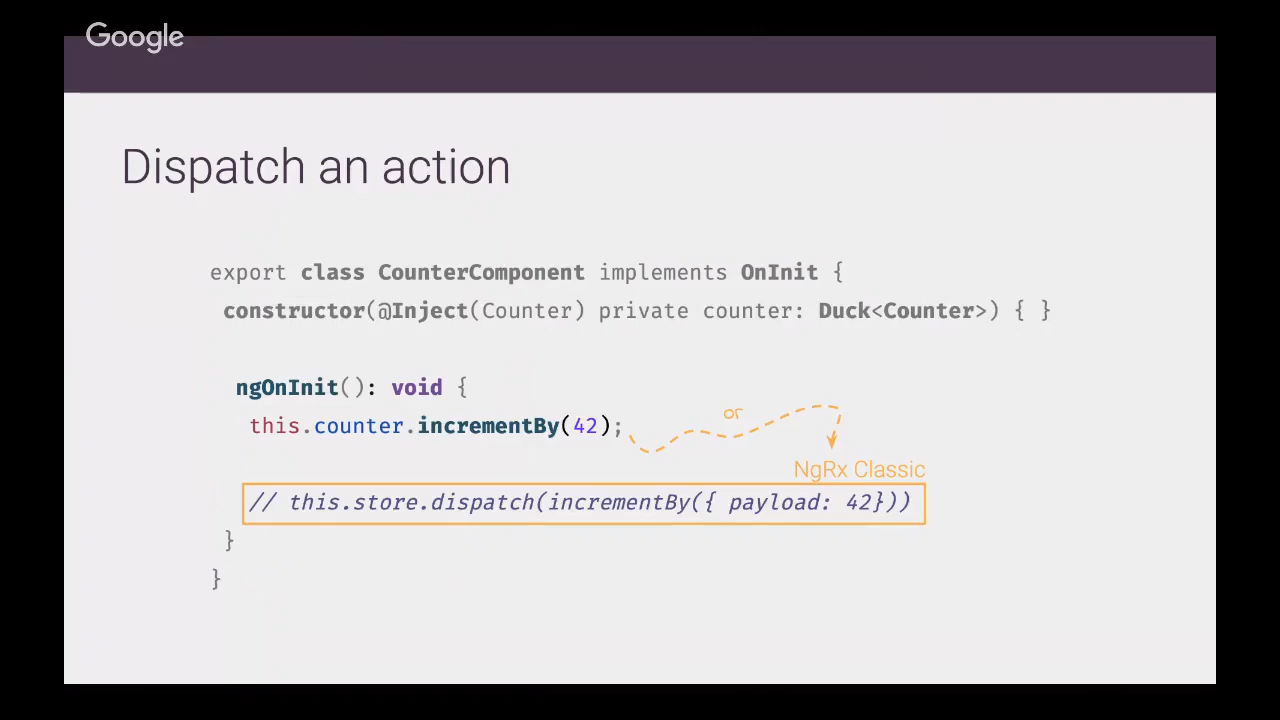 Google
Dispatch an action
export class CounterComponent implements OnInit {
constructor(@Inject(Counter) private counter: Duck<Counter>) { }
ngOnInit(): void {
this.counter.incrementBy(42);
or
NgRx Classic
// this.store.dispatch(incrementBy({ payload: 42}))
}
}